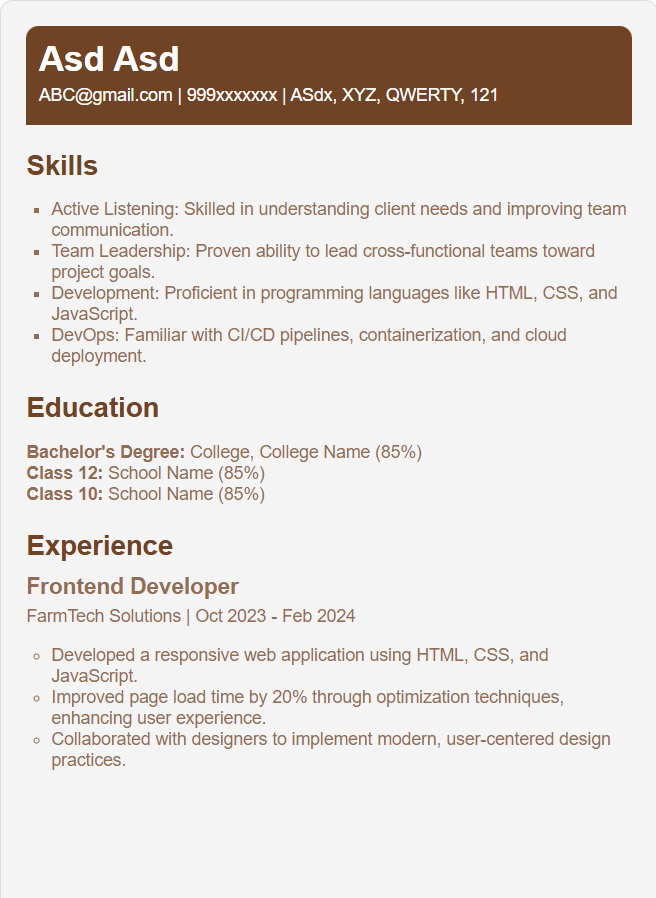 Asd Asd
ABC@gmail.com | 999xxxxxxx | ASdx, XYZ, QWERTY, 121
Skills
Active Listening: Skilled in understanding client needs and improving team
communication.
Team Leadership: Proven ability to lead cross-functional teams toward
project goals.
Development: Proficient in programming languages like HTML, CSS, and
JavaScript.
DevOps: Familiar with CI/CD pipelines, containerization, and cloud
deployment.
Education
Bachelor's Degree: College, College Name (85%)
Class 12: School Name (85%)
Class 10: School Name (85%)
Experience
Frontend Developer
FarmTech Solutions | Oct 2023 - Feb 2024
Developed a responsive web application using HTML, CSS, and
JavaScript.
Improved page load time by 20% through optimization techniques,
enhancing user experience.
Collaborated with designers to implement modern, user-centered design
practices.